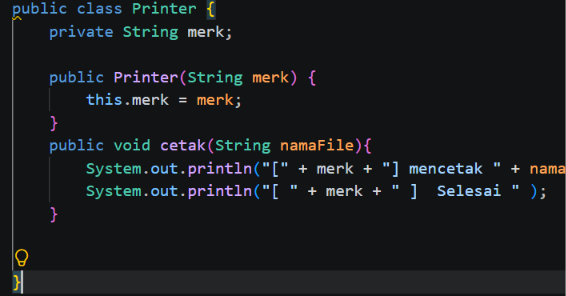 public class Printer {
    private String merk;

    public Printer(String merk) {
        this.merk = merk;
    }
    public void cetak(String namaFile){
        System.out.println("[" + merk + "] mencetak " + nama
        System.out.println("[ " + merk + " ]  Selesai " );
    }

}